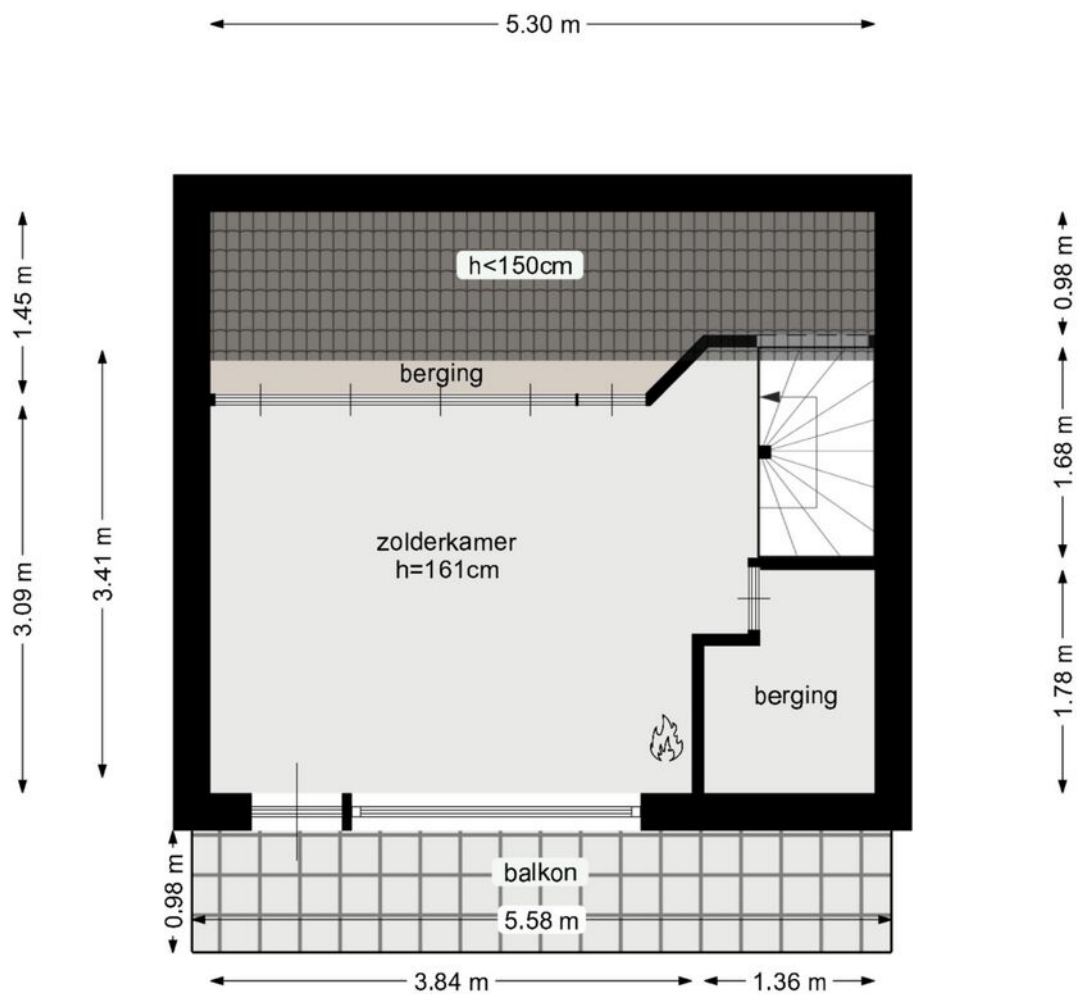 5.30 m
h<150cm
1.45 m
0.98 m
berging
1.68 m
3.41 m
3.09 m
zolderkamer
h=161cm
berging
1.78 m
balkon
0.98 m
5.58 m
3.84 m
1.36 m